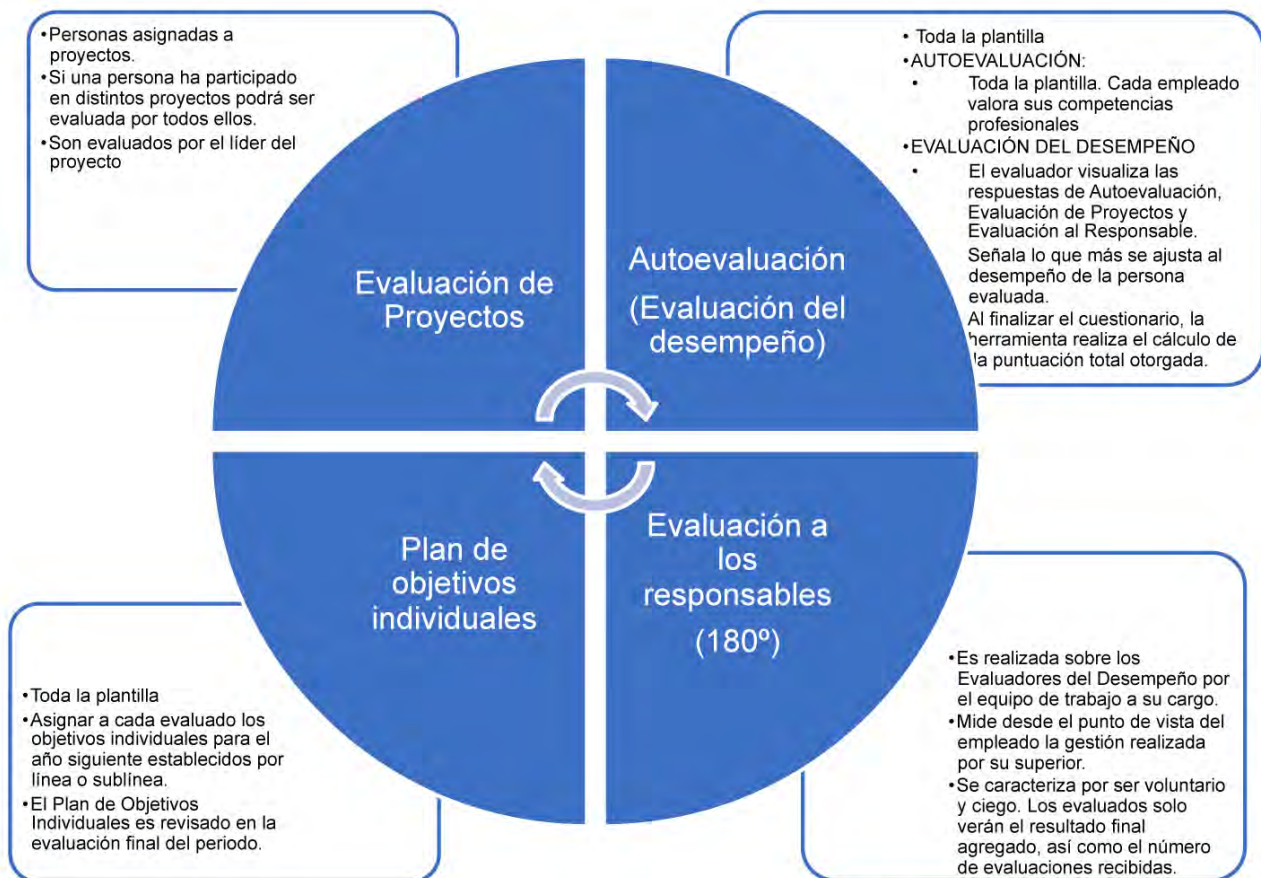 •Personas asignadas a
proyectos.
•Si una persona ha participado
en distintos proyectos podrá ser
evaluada por todos ellos.
•Son evaluados por el líder del
proyecto
• Toda la plantilla
•AUTOEVALUACIÓN:
• Toda la plantilla. Cada empleado
valora sus competencias
profesionales
•EVALUACIÓN DEL DESEMPEÑO
• El evaluador visualiza las
respuestas de Autoevaluación,
Evaluación de Proyectos y
Evaluación al Responsable.
Señala lo que más se ajusta al
desempeño de la persona
evaluada.
Al finalizar el cuestionario, la
herramienta realiza el cálculo de
la puntuación total otorgada.
Evaluación de
Proyectos
Autoevaluación
(Evaluación del
desempeño)
Plan de
objetivos
individuales
Evaluación a
los
responsables
(180º)
•Toda la plantilla
•Asignar a cada evaluado los
objetivos individuales para el
año siguiente establecidos por
línea o sublínea.
•El Plan de Objetivos
Individuales es revisado en la
evaluación final del periodo.
•Es realizada sobre los
Evaluadores del Desempeño por
el equipo de trabajo a su cargo.
•Mide desde el punto de vista del
empleado la gestión realizada
por su superior.
•Se caracteriza por ser voluntario
y ciego. Los evaluados solo
verán el resultado final
agregado, así como el número
de evaluaciones recibidas.